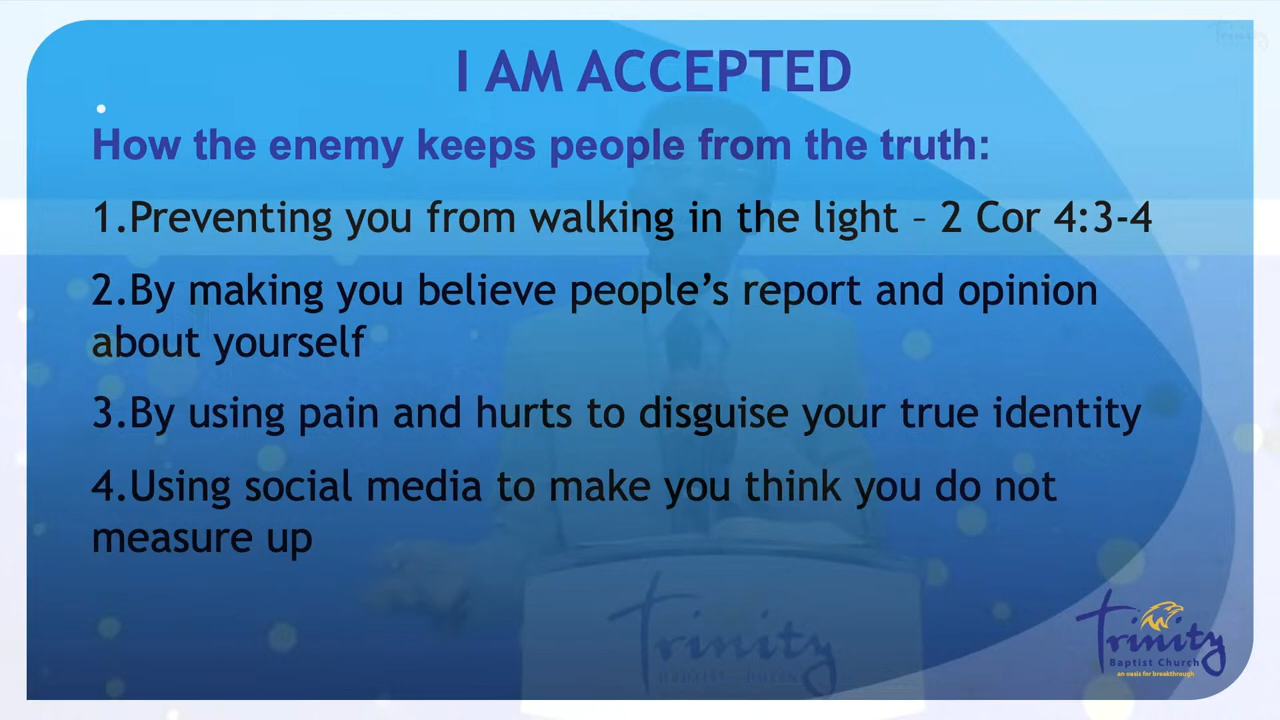 Trinity
I AM ACCEPTED
How the enemy keeps people from the truth:
1.Preventing you from walking in the light – 2 Cor 4:3-4
2.By making you believe people’s report and opinion
about yourself
3.By using pain and hurts to disguise your true identity
4.Using social media to make you think you do not
measure up
Trinity
Trinity
Baptist Church
an oasis for breakthrough